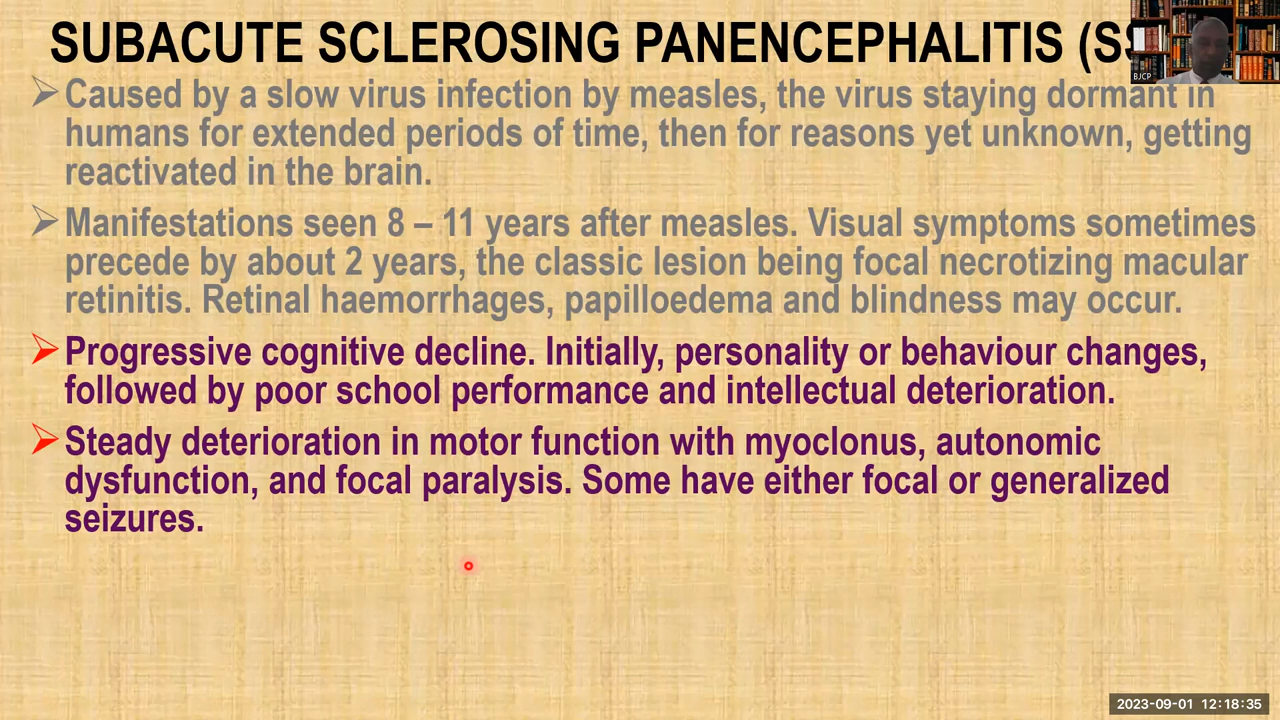 SUBACUTE SCLEROSING PANENCEPHALITIS (SS
BJCP
Caused by a slow virus infection by measles, the virus staying dormant in
humans for extended periods of time, then for reasons yet unknown, getting
reactivated in the brain.
Manifestations seen 8 – 11 years after measles. Visual symptoms sometimes
precede by about 2 years, the classic lesion being focal necrotizing macular
retinitis. Retinal haemorrhages, papilloedema and blindness may occur.
Progressive cognitive decline. Initially, personality or behaviour changes,
followed by poor school performance and intellectual deterioration.
Steady deterioration in motor function with myoclonus, autonomic
dysfunction, and focal paralysis. Some have either focal or generalized
seizures.
2023-09-01 12:18:35